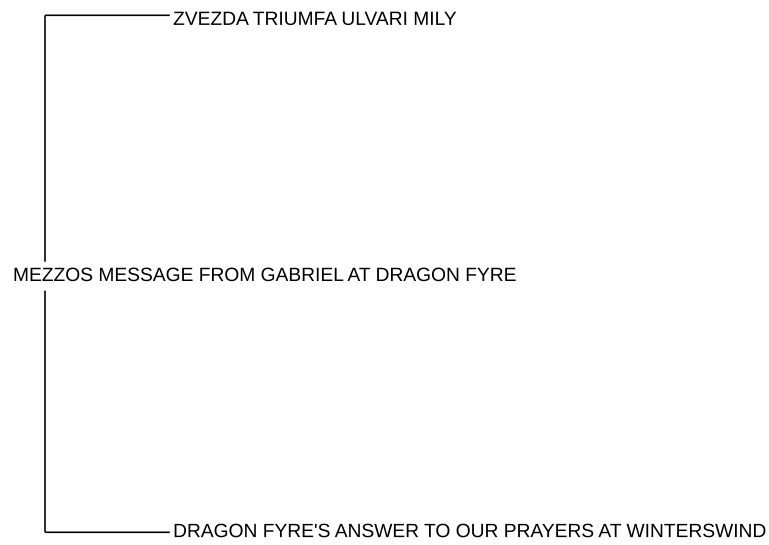 ZVEZDA TRIUMFA ULVARI MILY
MEZZOS MESSAGE FROM GABRIEL AT DRAGON FYRE
DRAGON FYRE'S ANSWER TO OUR PRAYERS AT WINTERSWIND